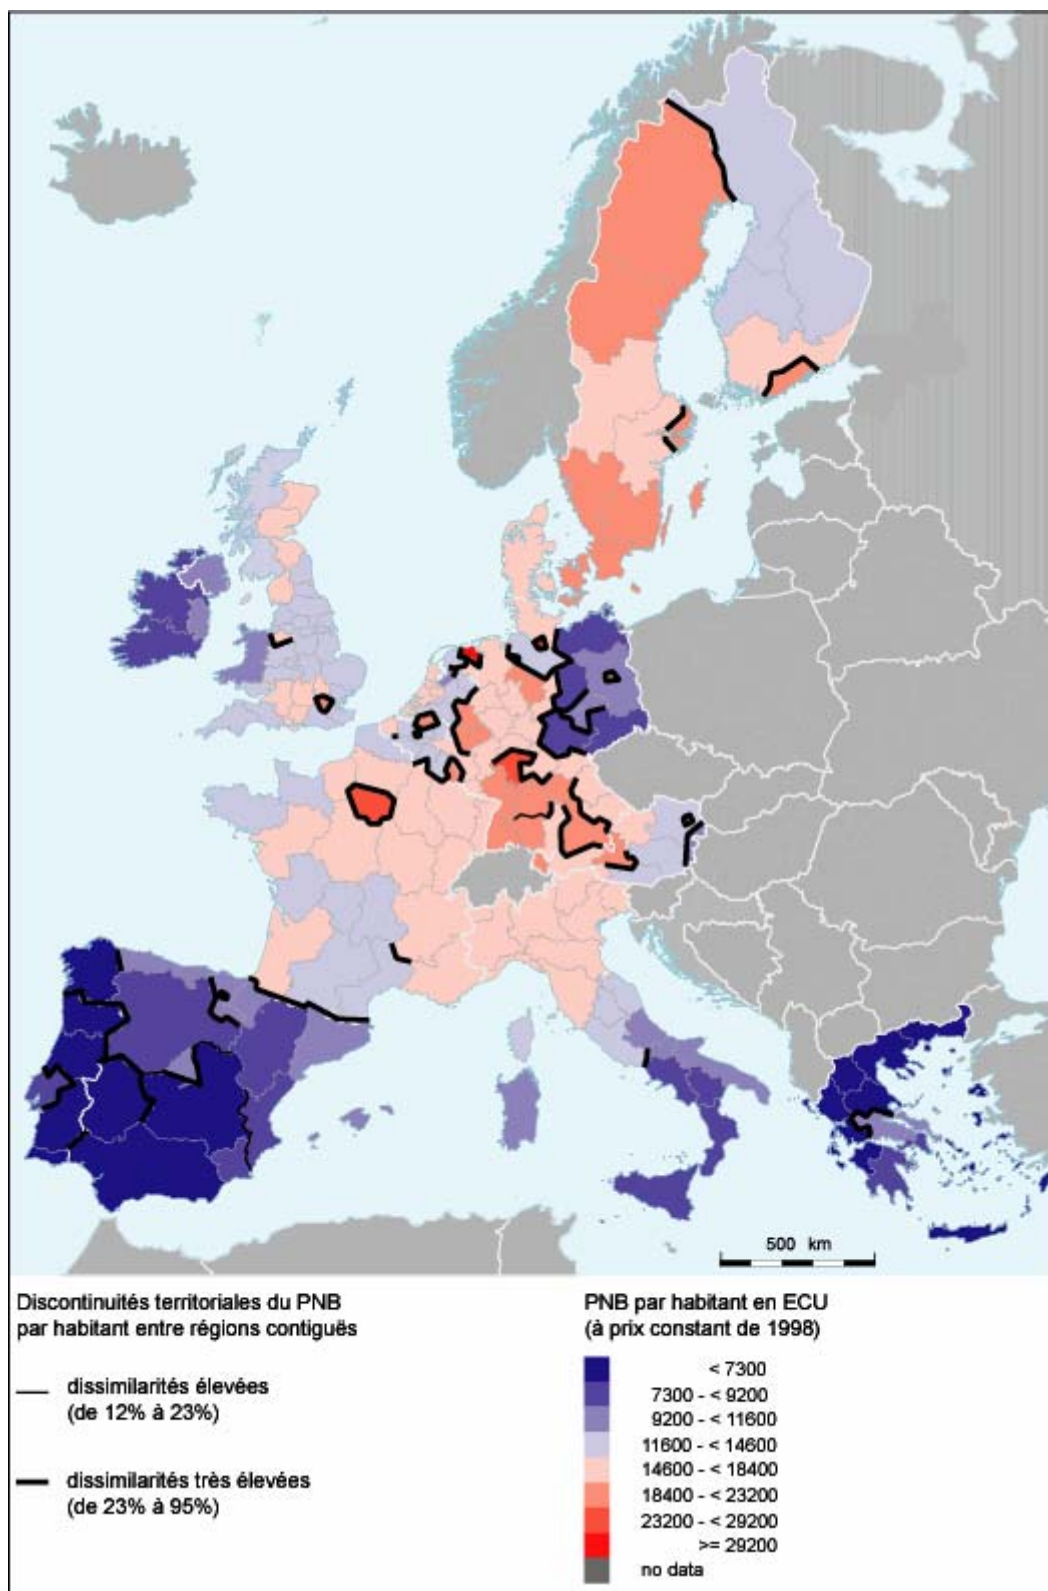 500 km
Discontinuités territoriales du PNB
par habitant entre régions contiguës
dissimilarités élevées
(de 12% à 23%)
dissimilarités très élevées
(de 23% à 95%)
PNB par habitant en ECU
(à prix constant de 1998)
< 7300
7300 - < 9200
9200 - < 11600
11600 - < 14600
14600 - < 18400
18400 - < 23200
23200 - < 29200
>= 29200
no data